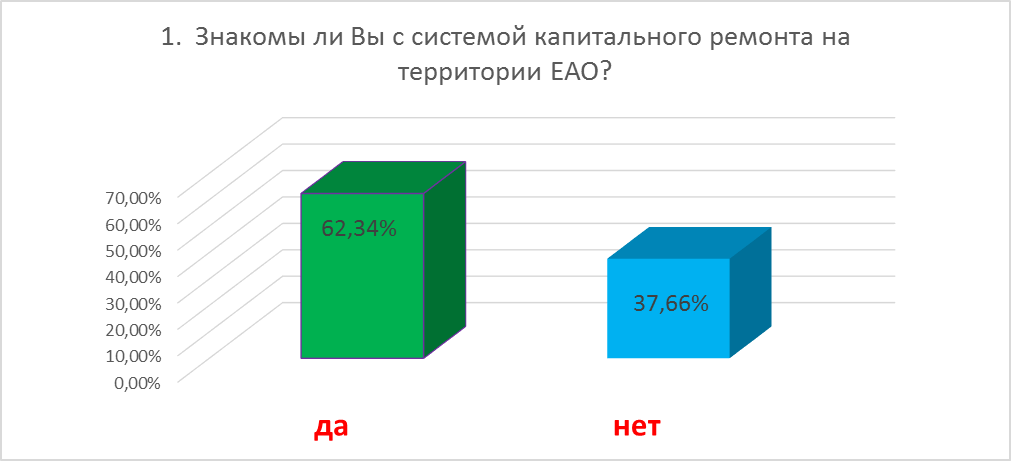 1. Знакомы ли Вы с системой капитального ремонта на
территории ЕАО?
70,00%
60,00%
50,00%
40,00%
30,00%
20,00%
10,00%
0,00%
62,34%
37,66%
да
нет